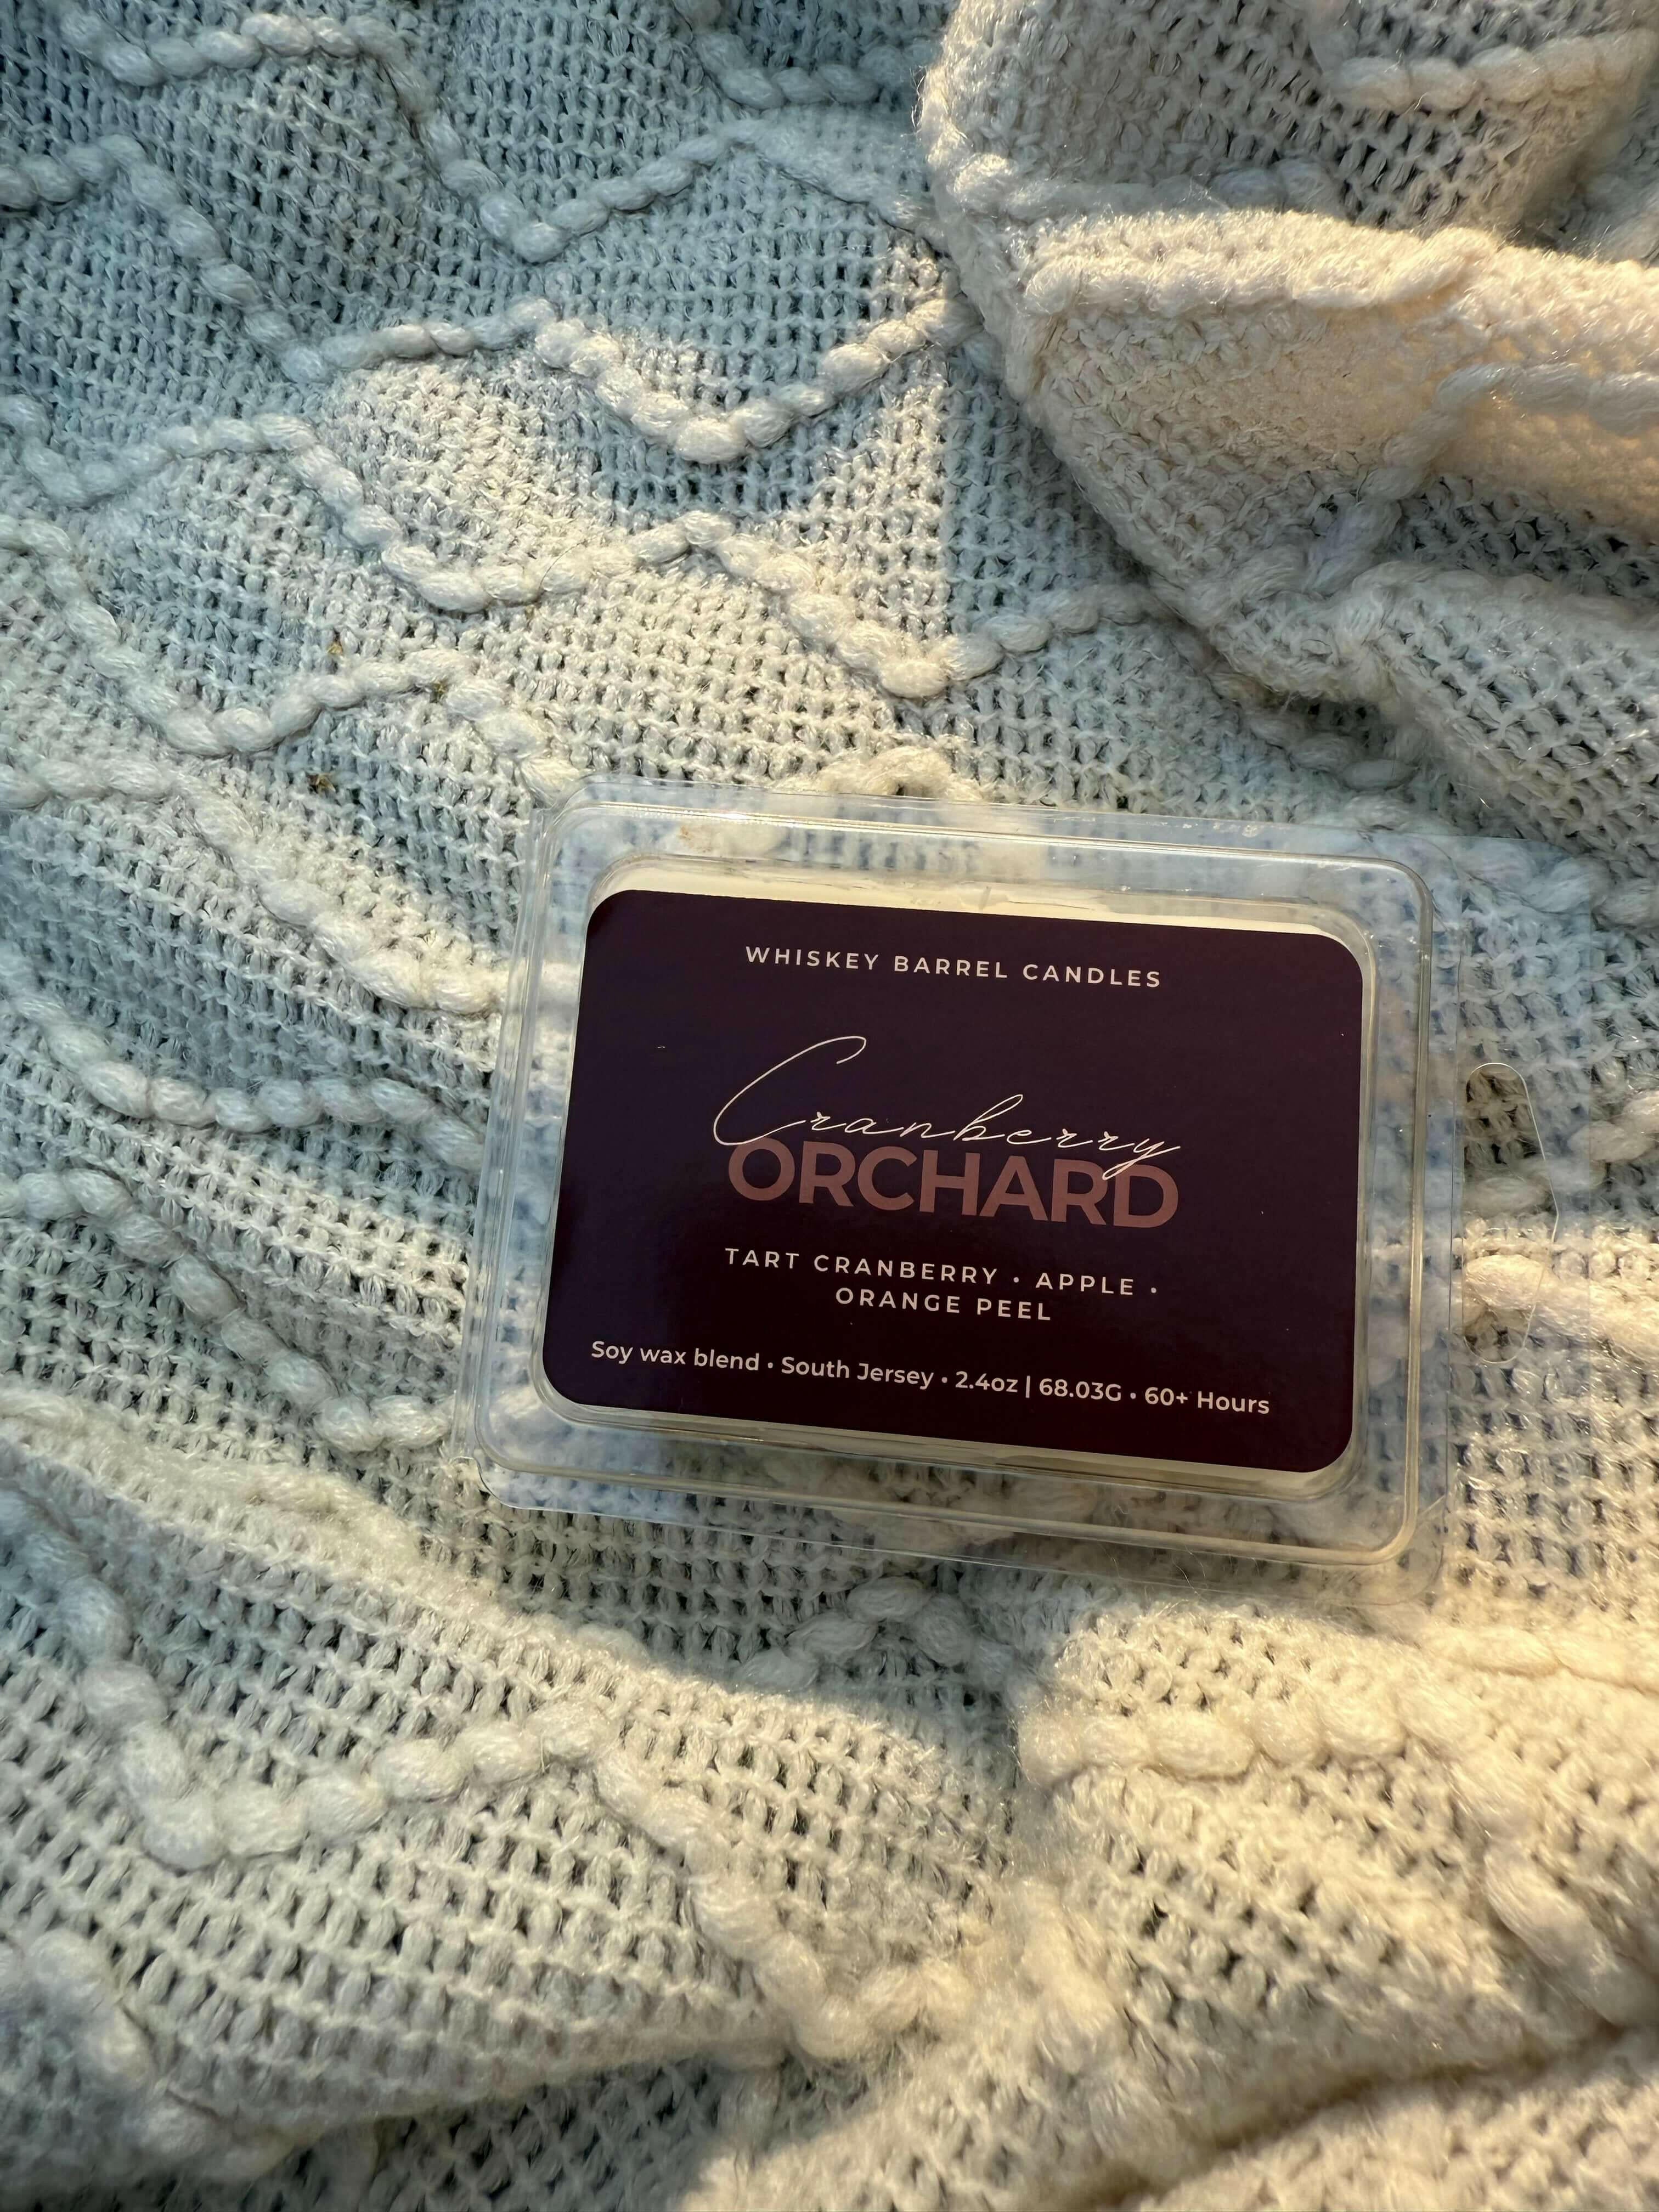 WHISKEY BARREL CANDLES
Cranberry
ORCHARD
TART CRANBERRY • APPLE •
ORANGE PEEL
Soy wax blend • South Jersey • 2.4oz | 68.03G • 60+ Hours